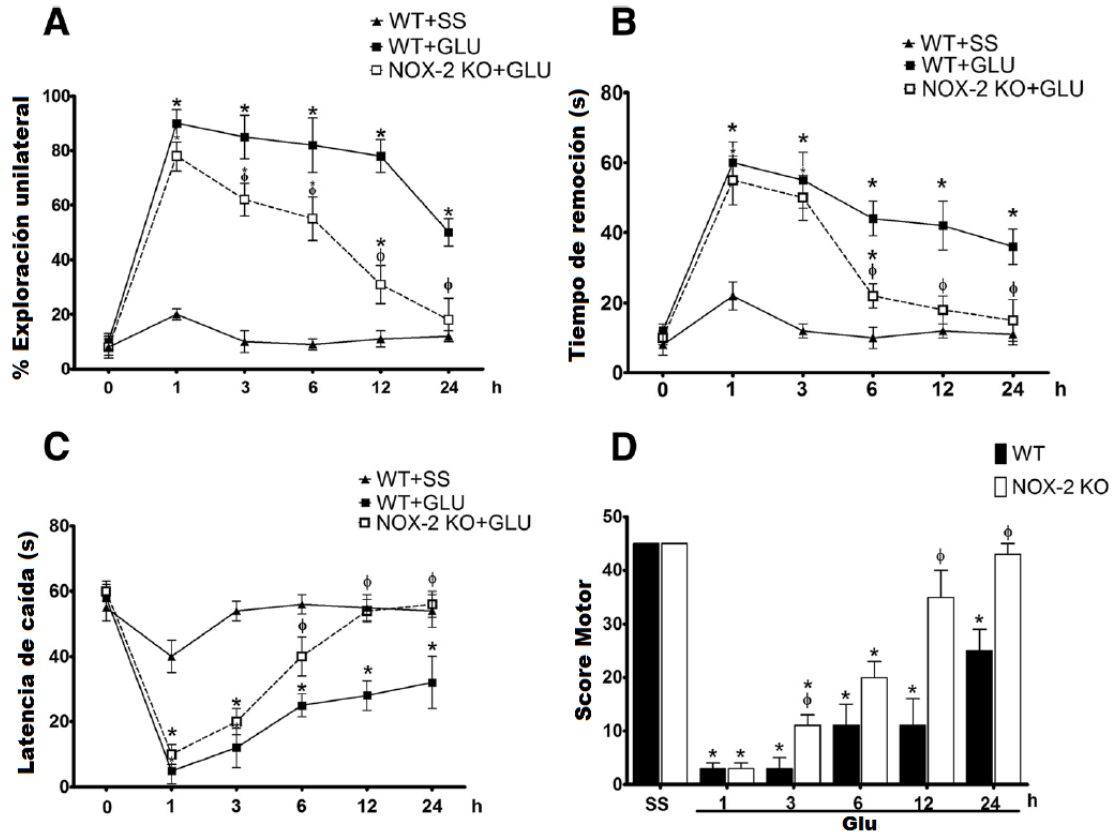 A
WT+SS
WT+GLU
NOX-2 KO+GLU
% Exploración unilateral
100
80
60
40
20
0
* * * * *
* * *
ϕ ϕ * ϕ
ϕ
0 1 3 6 12 24 h
B
WT+SS
WT+GLU
NOX-2 KO+GLU
Tiempo de remoción (s)
80
60
40
20
0
* * * * *
* * *
ϕ ϕ ϕ
0 1 3 6 12 24 h
C
WT+SS
WT+GLU
NOX-2 KO+GLU
Latencia de caída (s)
80
60
40
20
0
ϕ ϕ ϕ
* * * * *
0 1 3 6 12 24 h
D
WT
NOX-2 KO
Score Motor
50
40
30
20
10
0
* * * * * * * *
ϕ ϕ ϕ
SS 1 3 6 12 24 h
Glu